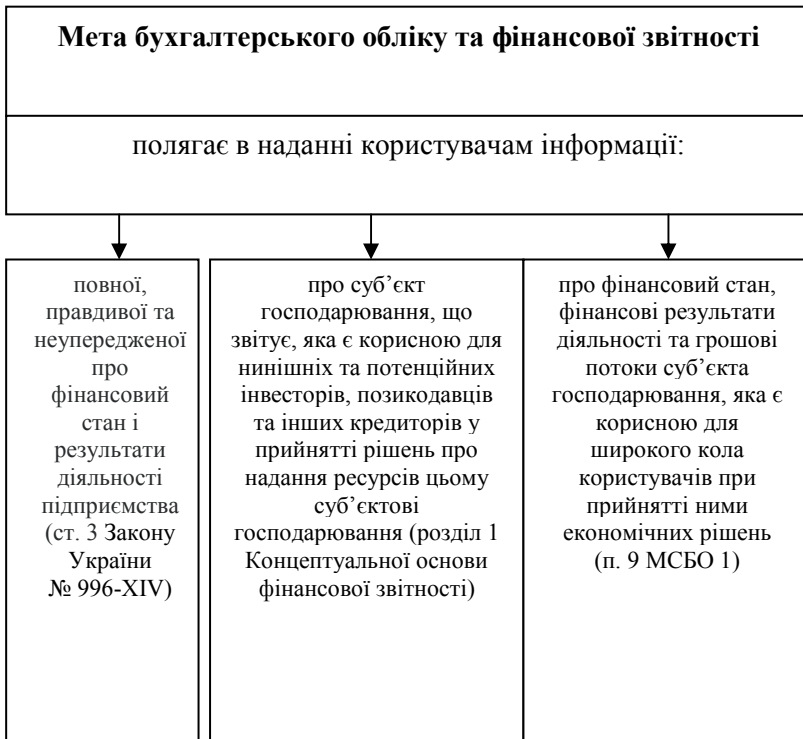 Мета бухгалтерського обліку та фінансової звітності
полягає в наданні користувачам інформації:
повної,
правдивої та
неупередженої
про
фінансовий
стан і
результати
діяльності
підприємства
(ст. 3 Закону
України
№ 996-XIV)
про суб’єкт
господарювання, що
звітує, яка є корисною для
нинішніх та потенційних
інвесторів, позикодавців
та інших кредиторів у
прийнятті рішень про
надання ресурсів цьому
суб’єктові
господарювання (розділ 1
Концептуальної основи
фінансової звітності)
про фінансовий стан,
фінансові результати
діяльності та грошові
потоки суб’єкта
господарювання, яка є
корисною для
широкого кола
користувачів при
прийнятті ними
економічних рішень
(п. 9 МСБО 1)